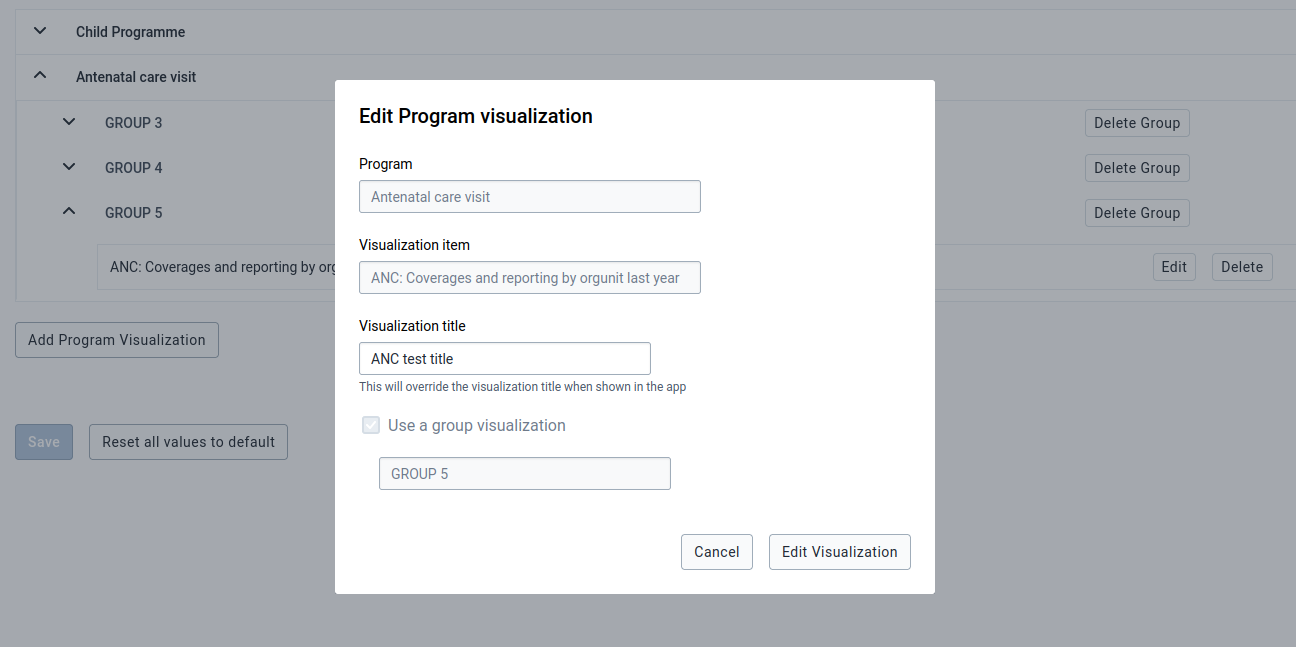 Child Programme
Antenatal care visit
GROUP 3 Delete Group
GROUP 4 Delete Group
GROUP 5 Delete Group
ANC: Coverages and reporting by org Edit Delete
Add Program Visualization
Save Reset all values to default
Edit Program visualization
Program
Antenatal care visit
Visualization item
ANC: Coverages and reporting by orgunit last year
Visualization title
ANC test title
This will override the visualization title when shown in the app
Use a group visualization
GROUP 5
Cancel Edit Visualization